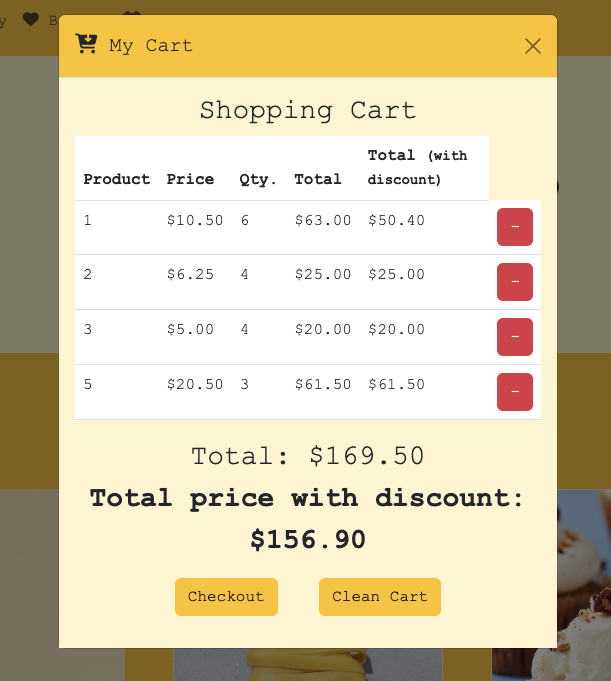 My Cart
Shopping Cart
Product Price Qty. Total Total (with discount)
1 $10.50 6 $63.00 $50.40 -
2 $6.25 4 $25.00 $25.00 -
3 $5.00 4 $20.00 $20.00 -
5 $20.50 3 $61.50 $61.50 -
Total: $169.50
Total price with discount:
$156.90
Checkout Clean Cart